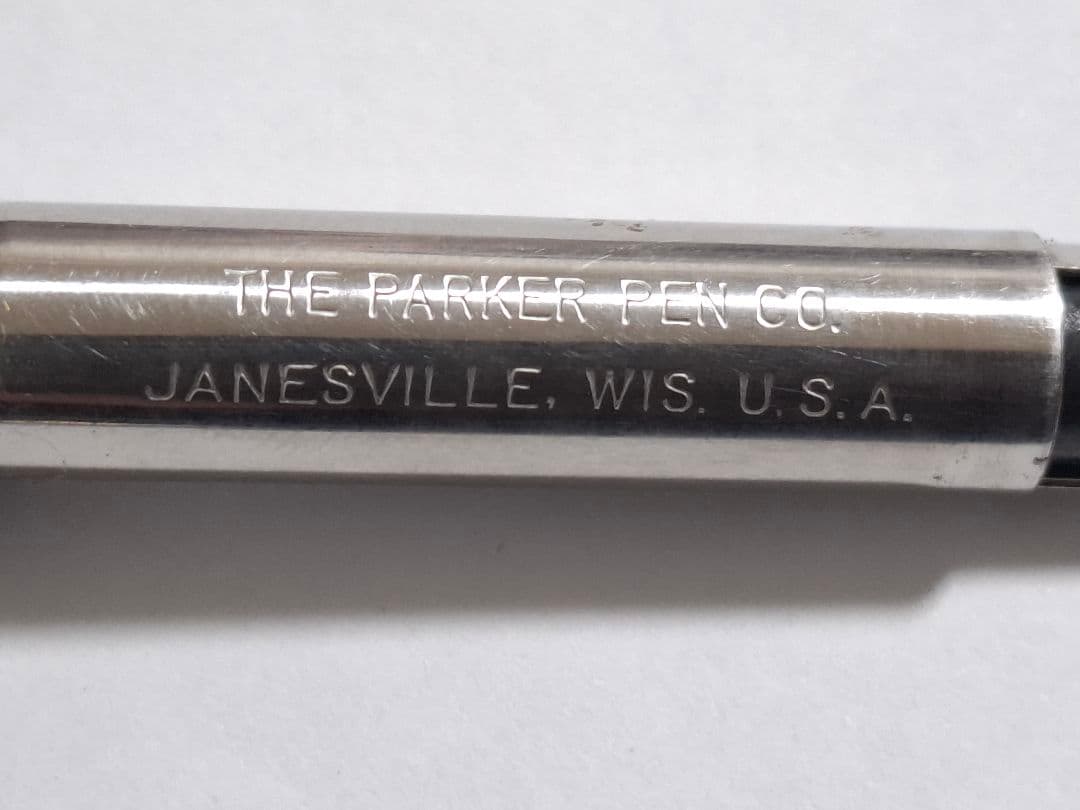 THE PARKER PEN CO.
JANESVILLE, WIS. U.S.A.